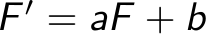 F′ = aF + b